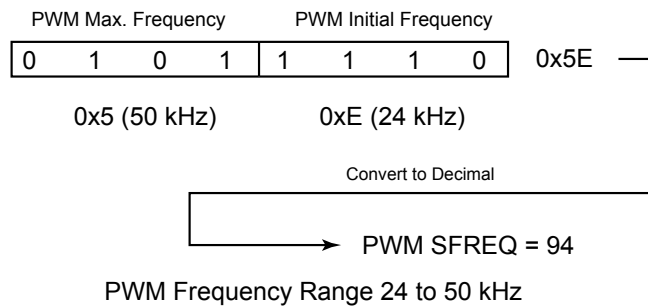 PWM Max. Frequency PWM Initial Frequency
0 1 0 1 1 1 1 0 0x5E
0x5 (50 kHz) 0xE (24 kHz)
Convert to Decimal
PWM SFREQ = 94
PWM Frequency Range 24 to 50 kHz